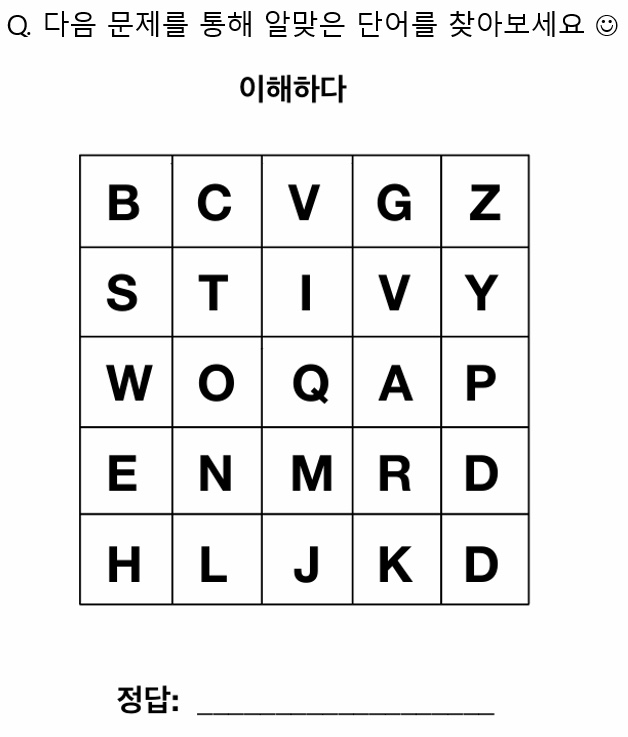 Q. 다음 문제를 통해 알맞은 단어를 찾아보세요 ☺
이해하다
B C V G Z
S T I V Y
W O Q A P
E N M R D
H L J K D
정답: ____________________